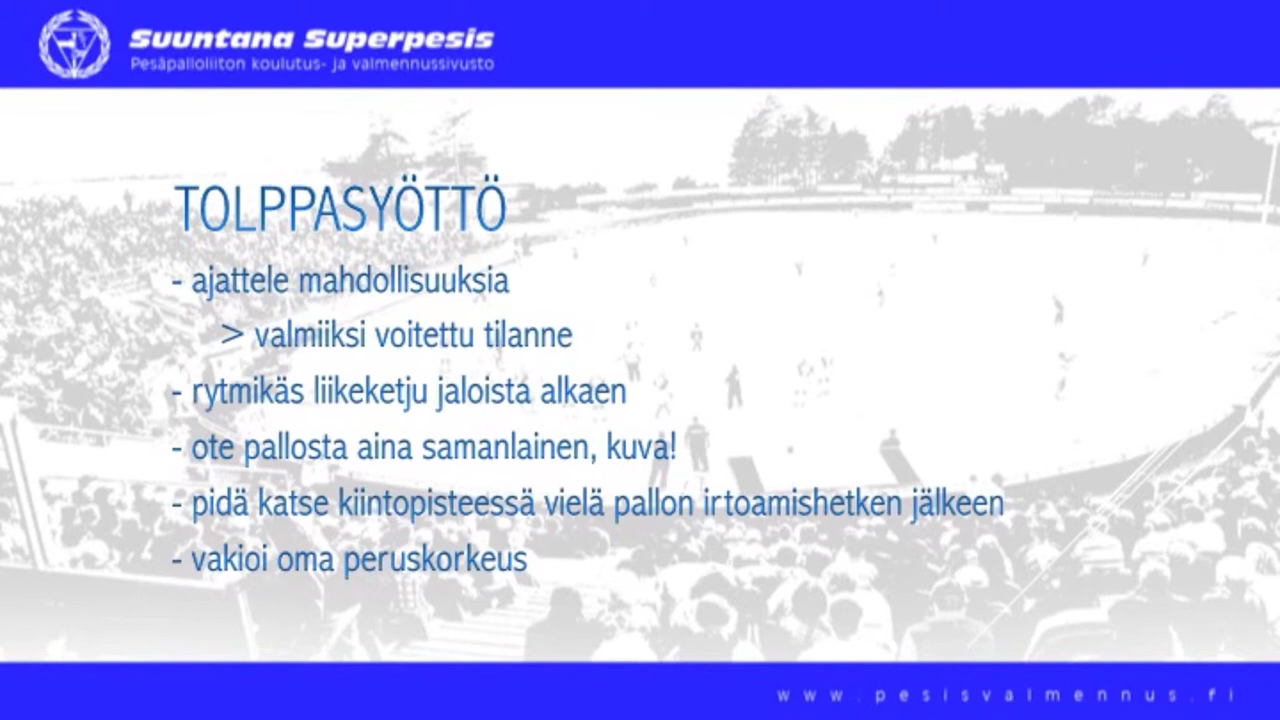 Suuntana Superpesis
Pesäpalloliiton koulutus- ja valmennussivusto
TOLPPASYÖTTÖ
- ajattele mahdollisuuksia
> valmiiksi voitettu tilanne
- rytmikäs liikeketju jaloista alkaen
- ote pallosta aina samanlainen, kuva!
- pidä katse kiintopisteessä vielä pallon irtoamishetken jälkeen
- vakioi oma peruskorkeus
www.pesisvalmennus.fi